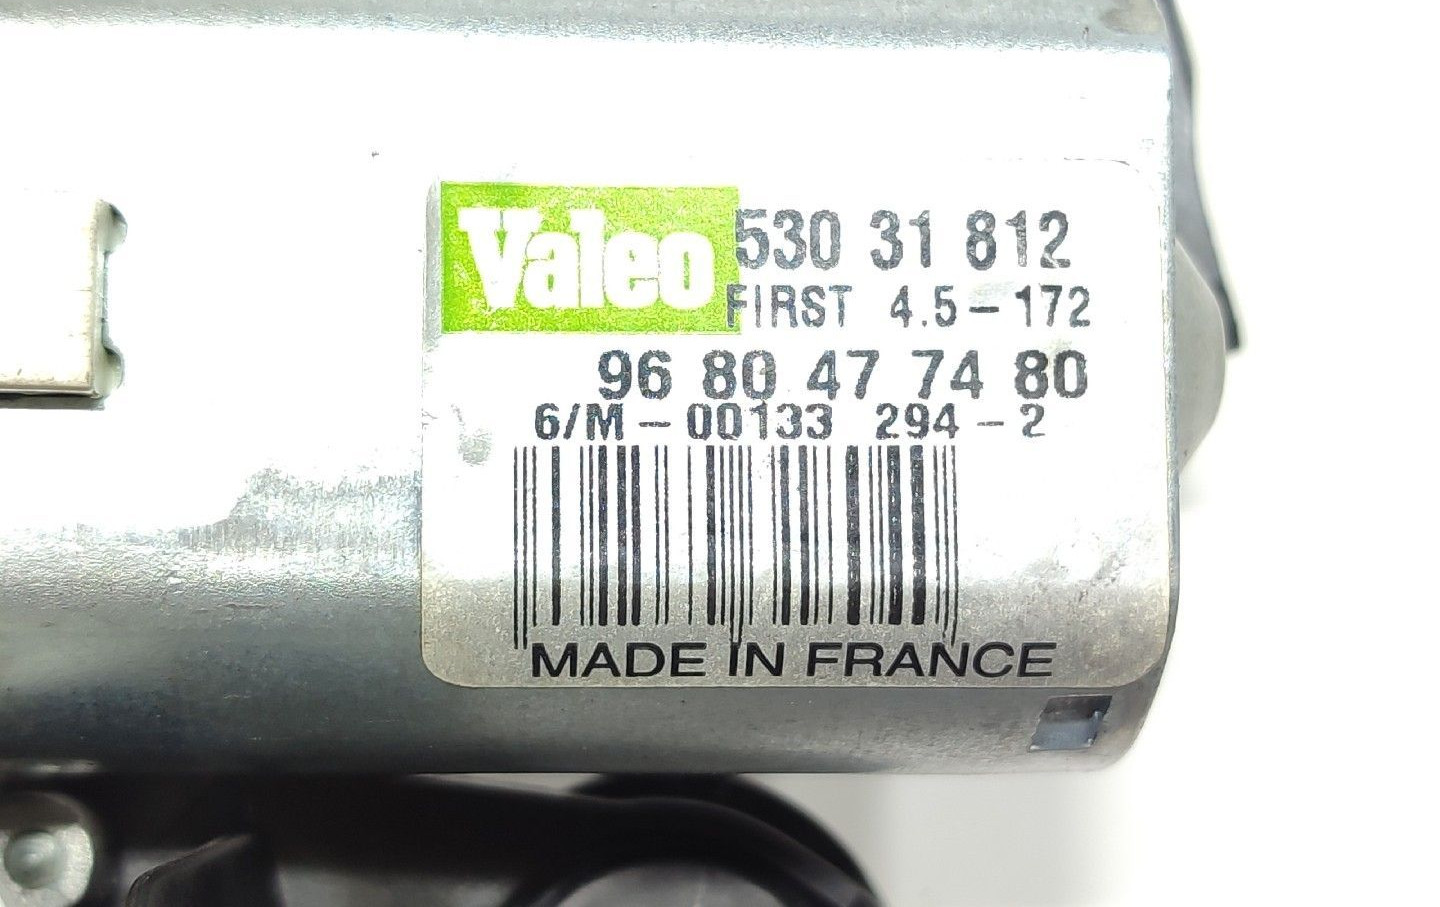 Valeo 530 31 812
FIRST 4.5-172
96 80 47 74 80
6/M-00133 294-2
MADE IN FRANCE